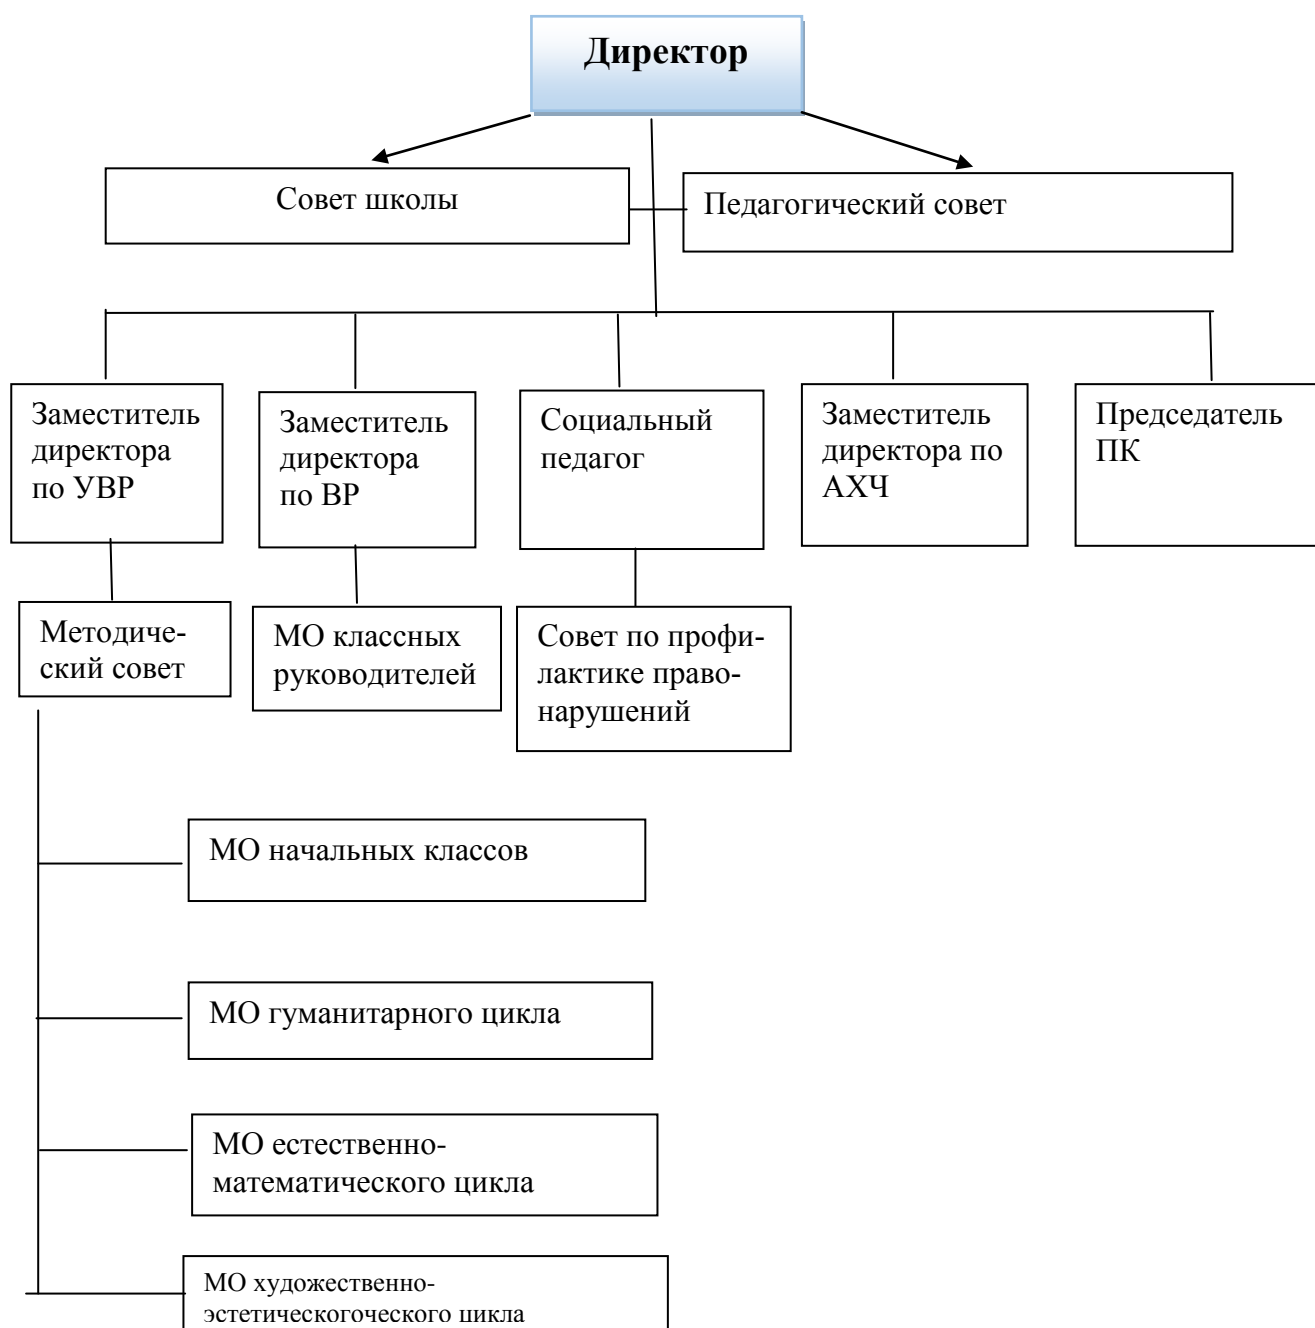 Директор
Совет школы
Педагогический совет
Заместитель
директора
по УВР
Заместитель
директора
по ВР
Социальный
педагог
Заместитель
директора по
АХЧ
Председатель
ПК
Методиче-
ский совет
МО классных
руководителей
Совет по профи-
лактике право-
нарушений
МО начальных классов
МО гуманитарного цикла
МО естественно-
математического цикла
МО художественно-
эстетическогоческого цикла